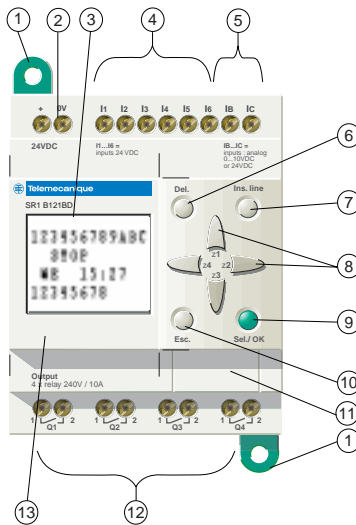 1 2 3 4 5
+ 0V I1 I2 I3 I4 I5 I6 IB IC
24VDC
I1...I6 =
inputs 24 VDC
IB...IC =
inputs : analog
0...10VDC
or 24VDC
6
Telemecanique
Del. Ins. line
SR1 B121BD
7
123456789ABC
STOP
15:27
12345678
z1
z4 z2
z3
8
9
Esc. Sel./ OK
10
Output
4 x relay 240V / 10A
11
1 2 1 2 1 2 1 2
Q1 Q2 Q3 Q4
1
13 12